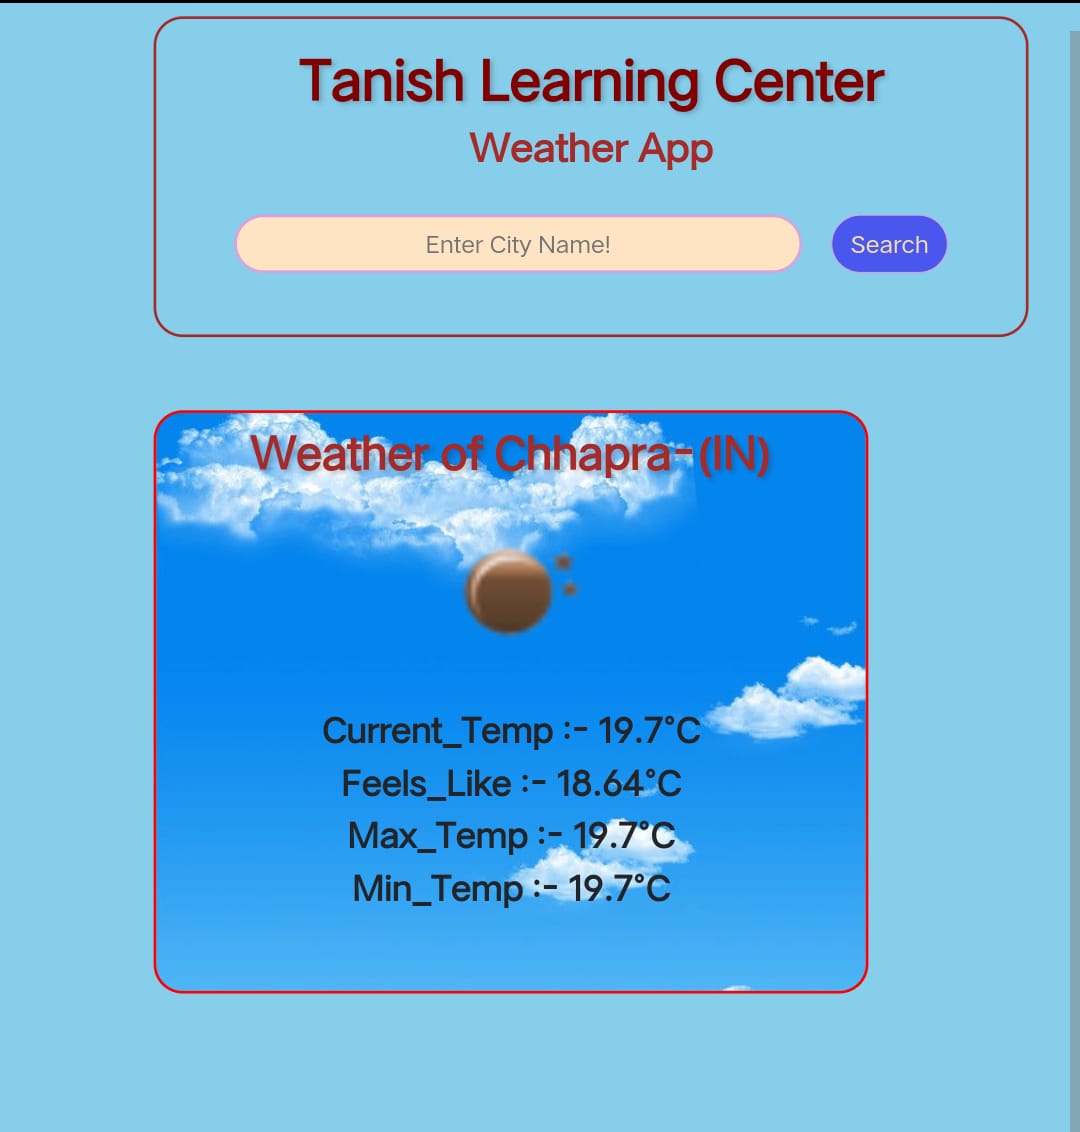 Tanish Learning Center
Weather App
Enter City Name!
Search
Weather of Chhapra-(IN)
Current_Temp :- 19.7°C
Feels_Like :- 18.64°C
Max_Temp :- 19.7°C
Min_Temp :- 19.7°C